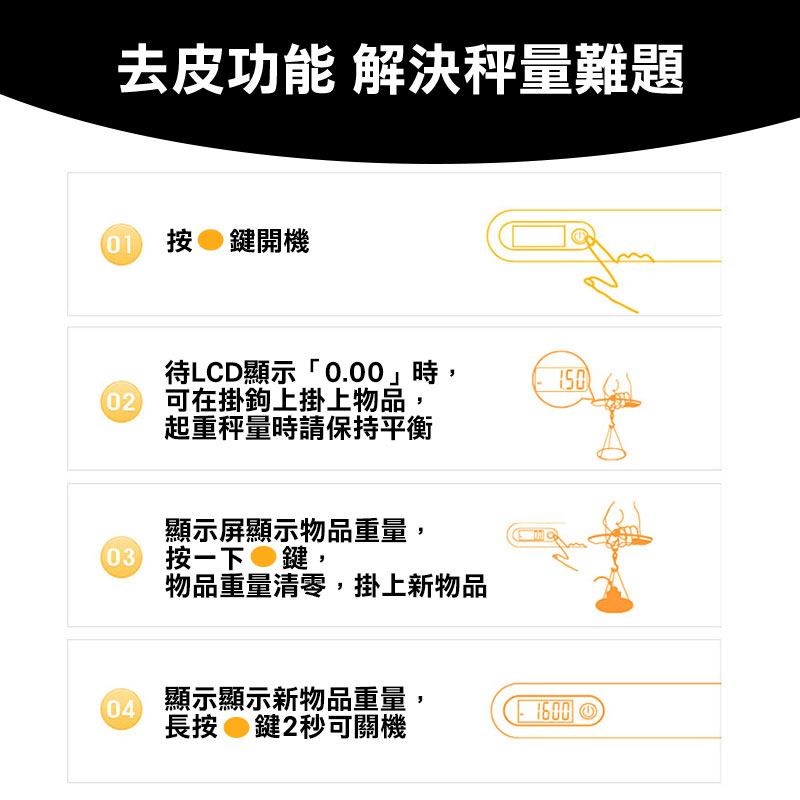 去皮功能 解決秤量難題
01
按●鍵開機
02
待LCD顯示「0.00」時，
可在掛鉤上掛上物品，
起重秤量時請保持平衡
150
03
顯示屏顯示物品重量，
按一下●鍵，
物品重量清零，掛上新物品
04
顯示顯示新物品重量，
長按●鍵2秒可關機
1600